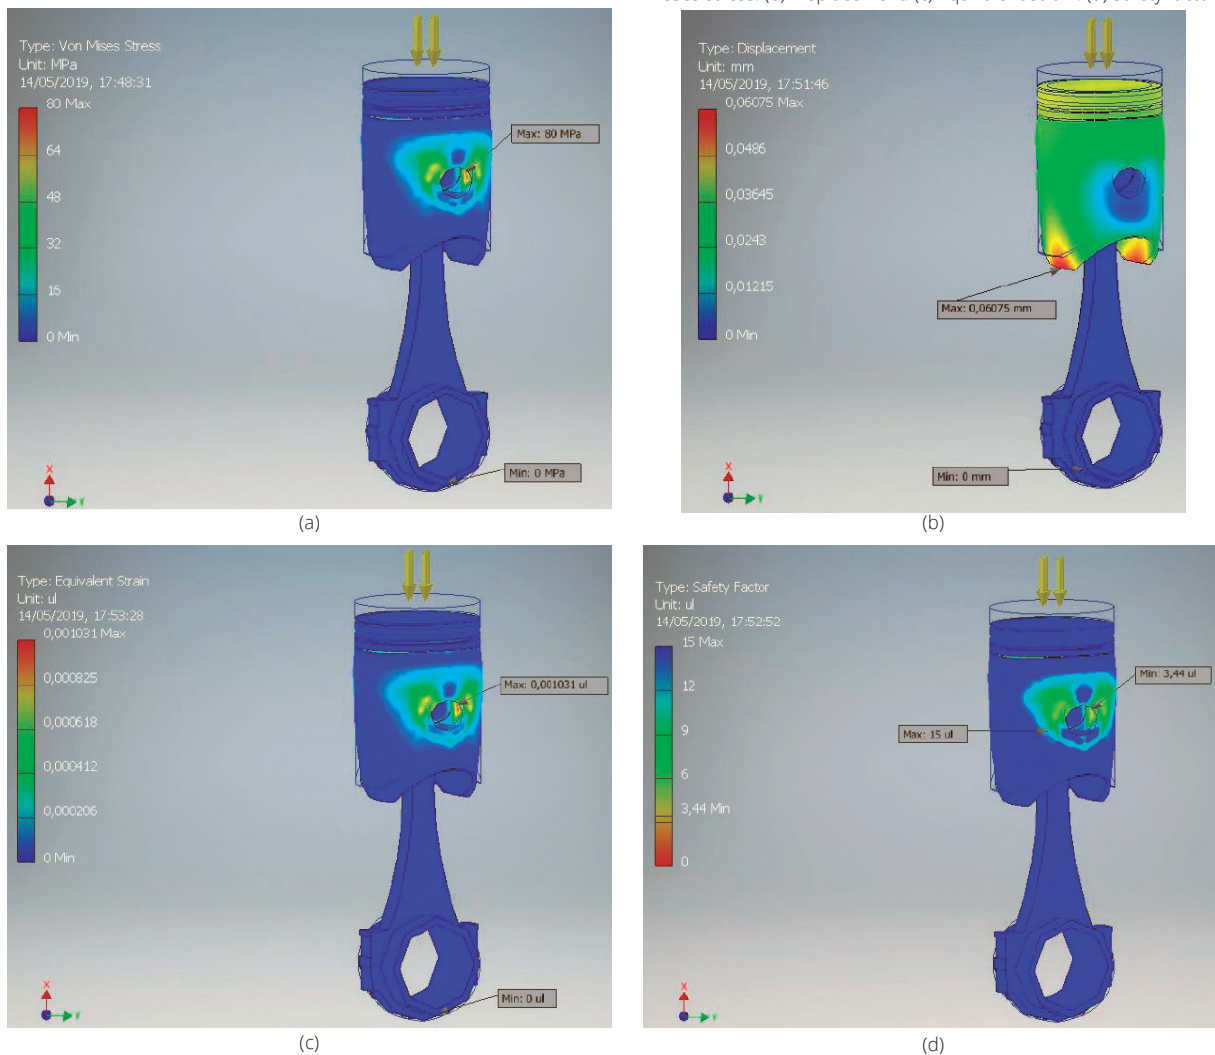 Type: Von Mises Stress
Unit: MPa
14/05/2019, 17:48:31
80 Max
64
48
32
15
0 Min
Max: 80 MPa
Min: 0 MPa
X
Y
(a)
Type: Displacement
Unit: mm
14/05/2019, 17:51:46
0,06075 Max
0,0486
0,03645
0,0243
0,01215
0 Min
Max: 0,06075 mm
Min: 0 mm
X
Y
(b)
Type: Equivalent Strain
Unit: ul
14/05/2019, 17:53:28
0,001031 Max
0,000825
0,000618
0,000412
0,000206
0 Min
Max: 0,001031 ul
Min: 0 ul
X
Y
(c)
Type: Safety Factor
Unit: ul
14/05/2019, 17:52:52
15 Max
12
9
6
3,44 Min
0
Min: 3,44 ul
Max: 15 ul
X
Y
(d)